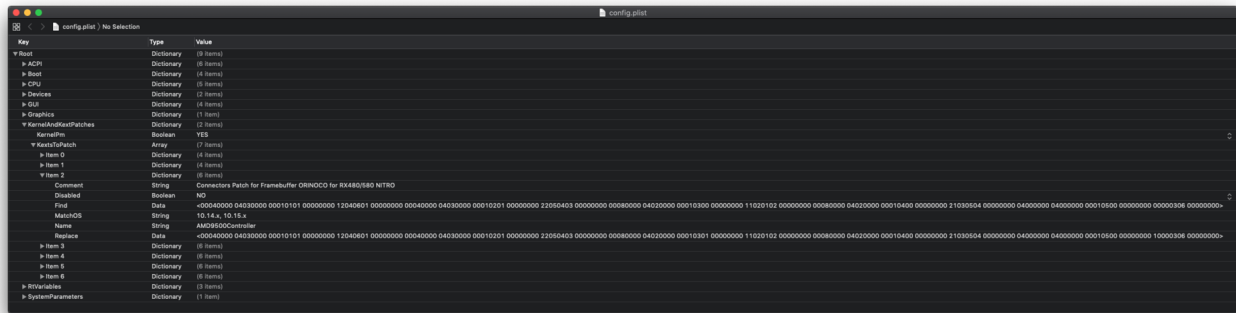 config.plist
config.plist › No Selection
Key Type Value
Root Dictionary (9 items)
ACPI Dictionary (6 items)
Boot Dictionary (4 items)
CPU Dictionary (5 items)
Devices Dictionary (2 items)
GUI Dictionary (4 items)
Graphics Dictionary (1 item)
KernelAndKextPatches Dictionary (2 items)
KernelPm Boolean YES
KextsToPatch Array (7 items)
Item 0 Dictionary (4 items)
Item 1 Dictionary (4 items)
Item 2 Dictionary (6 items)
Comment String Connectors Patch for Framebuffer ORINOCO for RX480/580 NITRO
Disabled Boolean NO
Find Data <00040000 04030000 00010101 00000000 12040601 00000000 00040000 04030000 00010201 00000000 22050403 00000000 00080000 04020000 00010300 00000000 11020102 00000000 00080000 04020000 00010400 00000000 21030504 00000000 04000000 04000000 00010500 00000000 00000306 00000000>
MatchOS String 10.14.x, 10.15.x
Name String AMD9500Controller
Replace Data <00040000 04030000 00010101 00000000 12040601 00000000 00040000 04030000 00010201 00000000 22050403 00000000 00080000 04020000 00010301 00000000 11020102 00000000 00080000 04020000 00010400 00000000 21030504 00000000 04000000 04000000 00010500 00000000 10000306 00000000>
Item 3 Dictionary (6 items)
Item 4 Dictionary (6 items)
Item 5 Dictionary (6 items)
Item 6 Dictionary (6 items)
RtVariables Dictionary (3 items)
SystemParameters Dictionary (1 item)